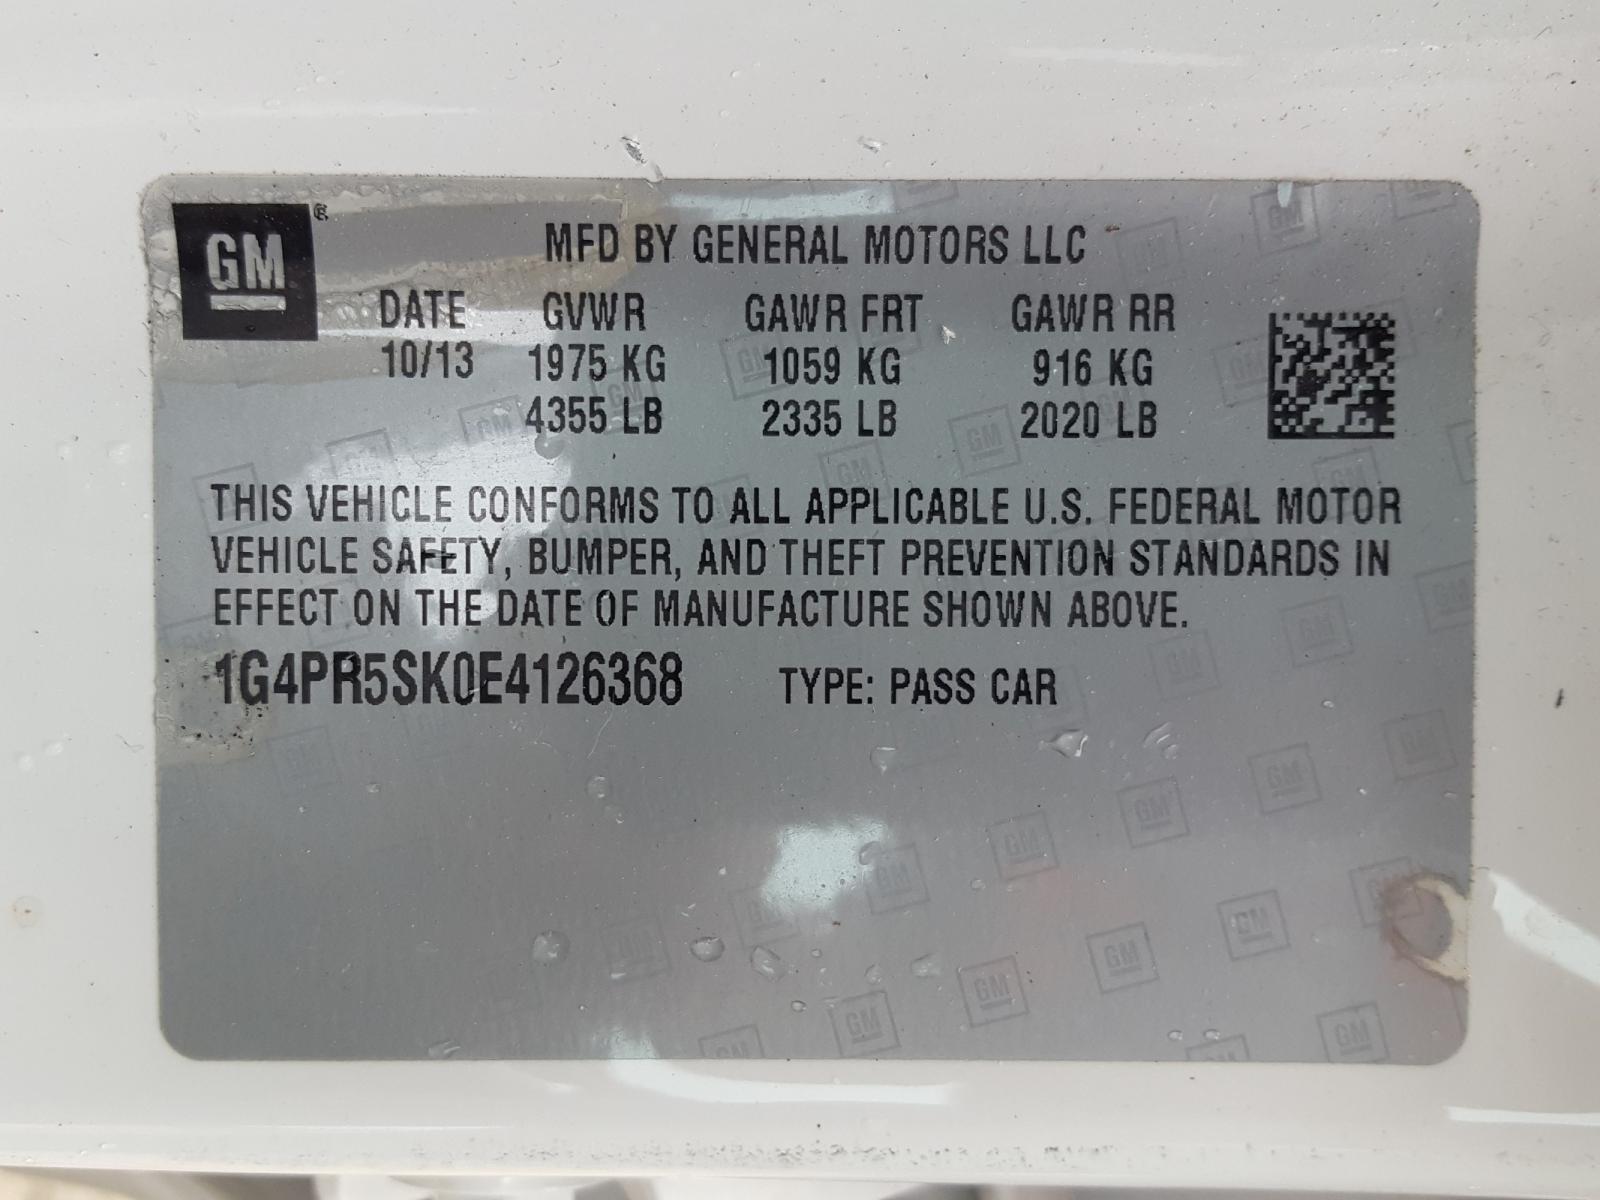 GM ®
MFD BY GENERAL MOTORS LLC
DATE GVWR GAWR FRT GAWR RR
10/13 1975 KG 1059 KG 916 KG
4355 LB 2335 LB 2020 LB
THIS VEHICLE CONFORMS TO ALL APPLICABLE U.S. FEDERAL MOTOR
VEHICLE SAFETY, BUMPER, AND THEFT PREVENTION STANDARDS IN
EFFECT ON THE DATE OF MANUFACTURE SHOWN ABOVE.
1G4PR5SK0E4126368 TYPE: PASS CAR